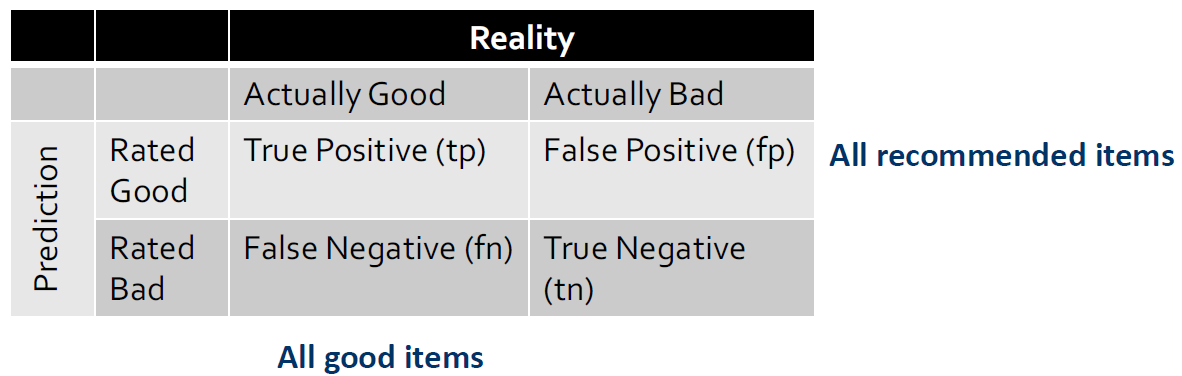 Reality
Actually Good Actually Bad
Prediction
Rated Good
True Positive (tp) False Positive (fp)
All recommended items
Rated Bad
False Negative (fn) True Negative (tn)
All good items